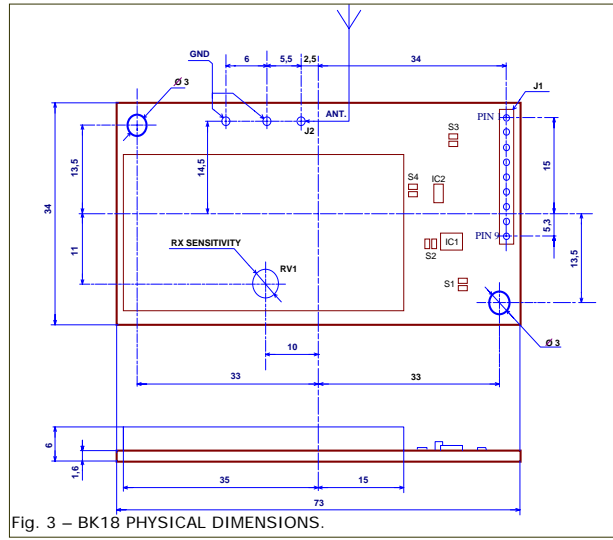 6
5,5
2,5
34
GND
Ø 3
J1
ANT.
PIN 1
J2
S3
13,5
14,5
S4
IC2
15
34
RX SENSITIVITY
PIN 9
IC1
5,3
S2
11
RV1
13,5
S1
Ø 3
10
33
33
6
1,6
35
15
73
Fig. 3 – BK18 PHYSICAL DIMENSIONS.